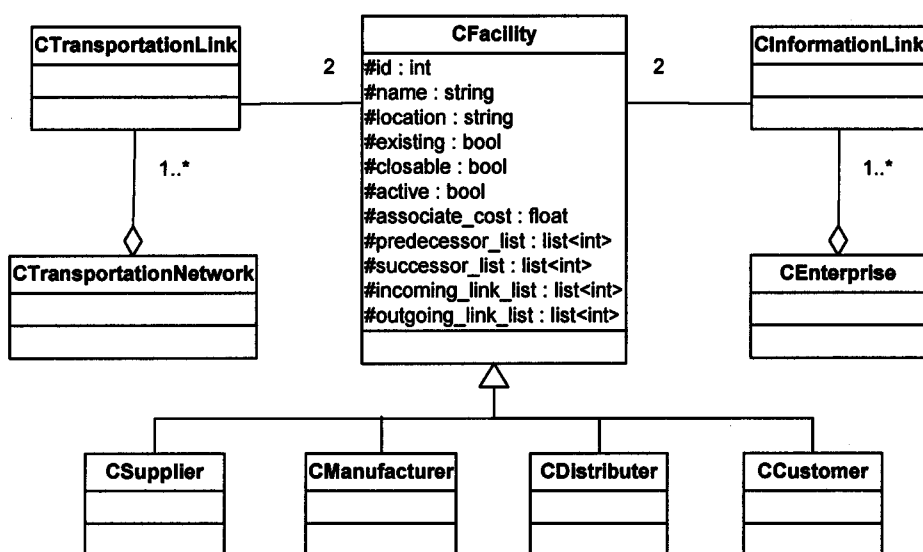 CTransportationLink
CFacility
CInformationLink
2
2
#id : int
#name : string
#location : string
#existing : bool
#closable : bool
#active : bool
#associate_cost : float
#predecessor_list : list<int>
#successor_list : list<int>
#incoming_link_list : list<int>
#outgoing_link_list : list<int>
1..*
1..*
CTransportationNetwork
CEnterprise
CSupplier
CManufacturer
CDistributer
CCustomer